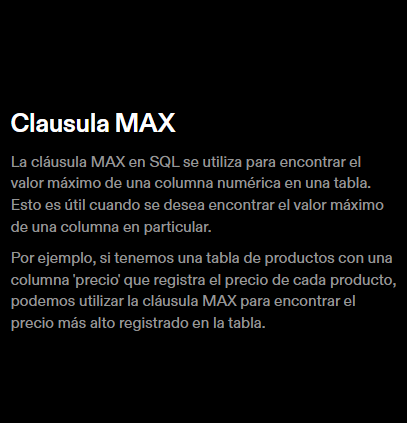 Clausula MAX
La cláusula MAX en SQL se utiliza para encontrar el
valor máximo de una columna numérica en una tabla.
Esto es útil cuando se desea encontrar el valor máximo
de una columna en particular.
Por ejemplo, si tenemos una tabla de productos con una
columna 'precio' que registra el precio de cada producto,
podemos utilizar la cláusula MAX para encontrar el
precio más alto registrado en la tabla.